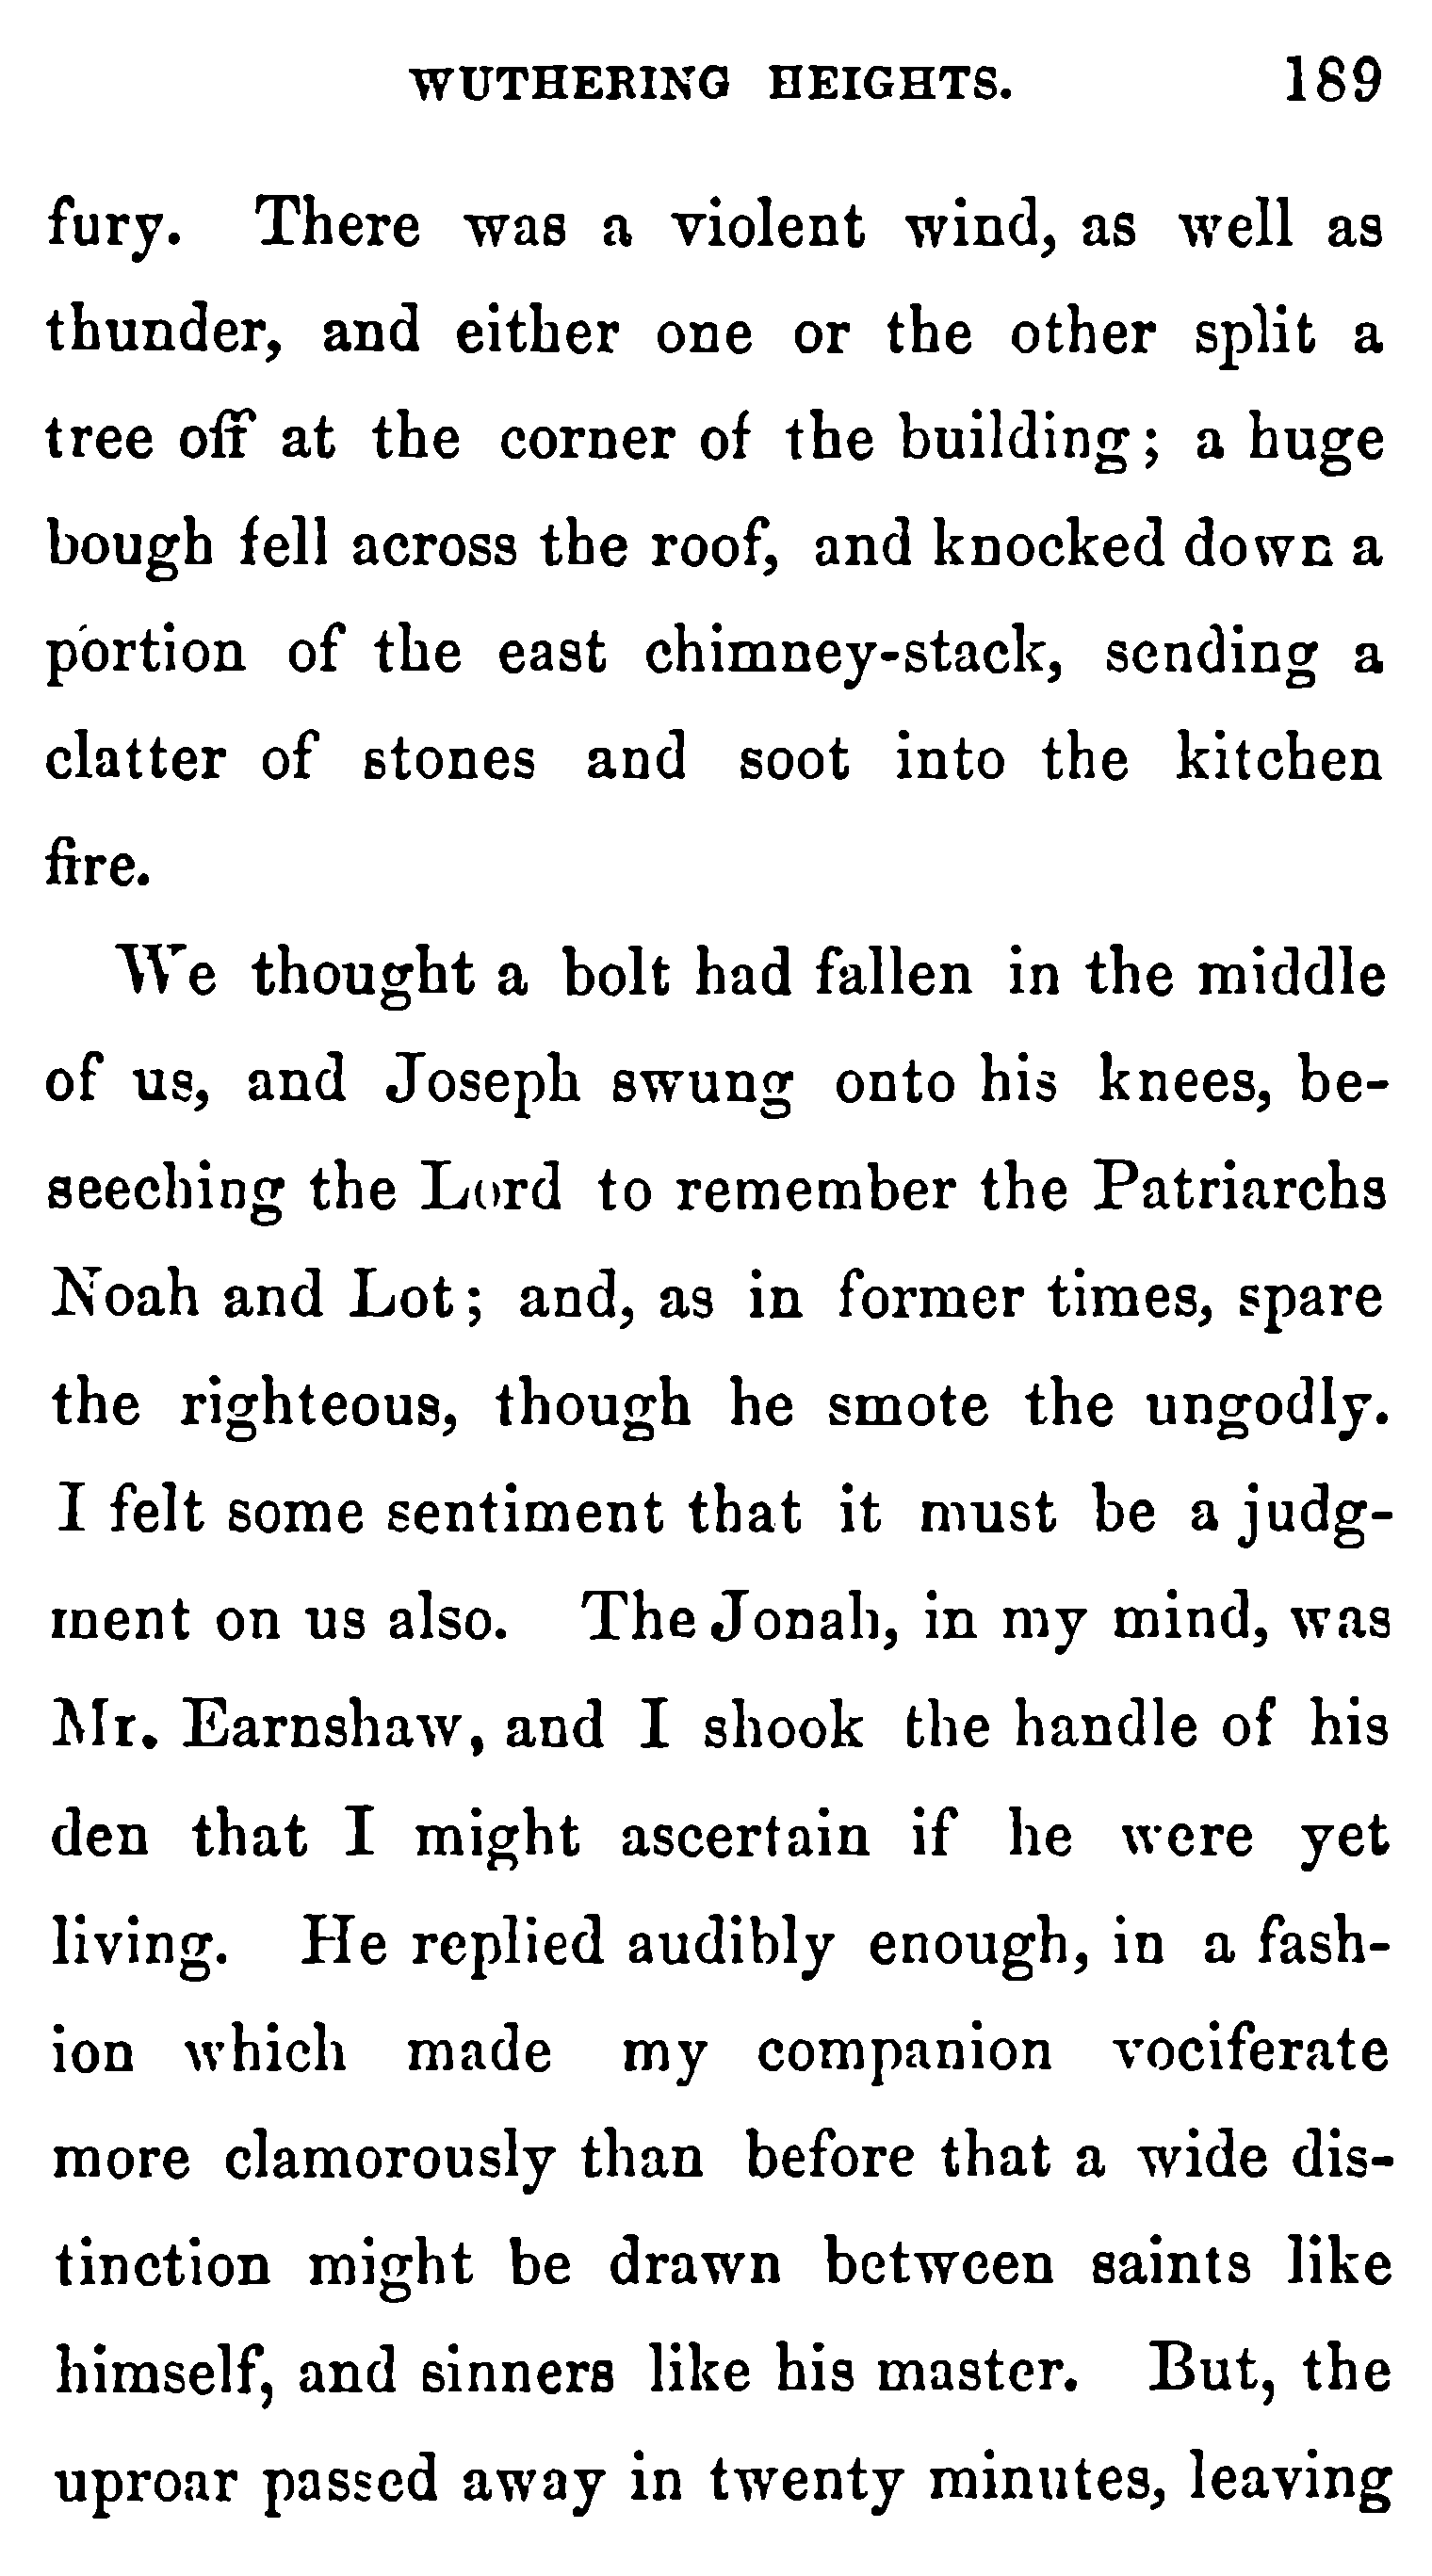 WUTHERING HEIGHTS. 189
fury. There was a violent wind, as well as
thunder, and either one or the other split a
tree off at the corner of the building; a huge
bough fell across the roof, and knocked down a
portion of the east chimney-stack, sending a
clatter of stones and soot into the kitchen
fire.
We thought a bolt had fallen in the middle
of us, and Joseph swung onto his knees, be-
seeching the Lord to remember the Patriarchs
Noah and Lot; and, as in former times, spare
the righteous, though he smote the ungodly.
I felt some sentiment that it must be a judg-
ment on us also. The Jonah, in my mind, was
Mr. Earnshaw, and I shook the handle of his
den that I might ascertain if he were yet
living. He replied audibly enough, in a fash-
ion which made my companion vociferate
more clamorously than before that a wide dis-
tinction might be drawn between saints like
himself, and sinners like his master. But, the
uproar passed away in twenty minutes, leaving